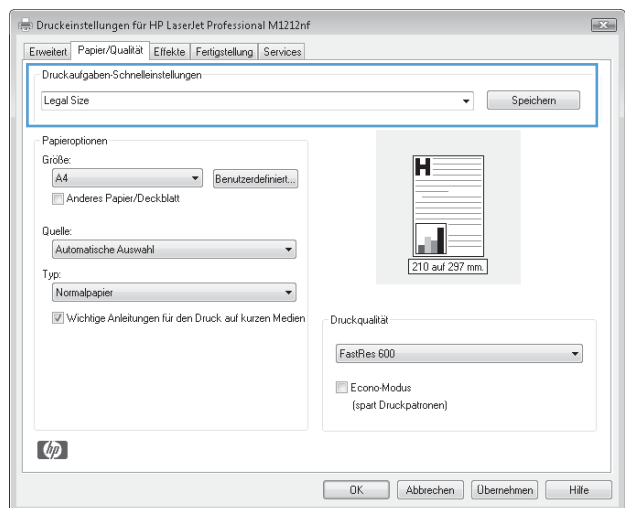 Druckeinstellungen für HP LaserJet Professional M1212nf
Erweitert Papier/Qualität Effekte Fertigstellung Services
Druckaufgaben-Schnelleinstellungen
Legal Size Speichern
Papieroptionen
Größe:
A4 Benutzerdefiniert...
Anderes Papier/Deckblatt
Quelle:
Automatische Auswahl
Typ:
Normalpapier
Wichtige Anleitungen für den Druck auf kurzen Medien
H
210 auf 297 mm.
Druckqualität
FastRes 600
Econo-Modus
(spart Druckpatronen)
hp
OK Abbrechen Übernehmen Hilfe